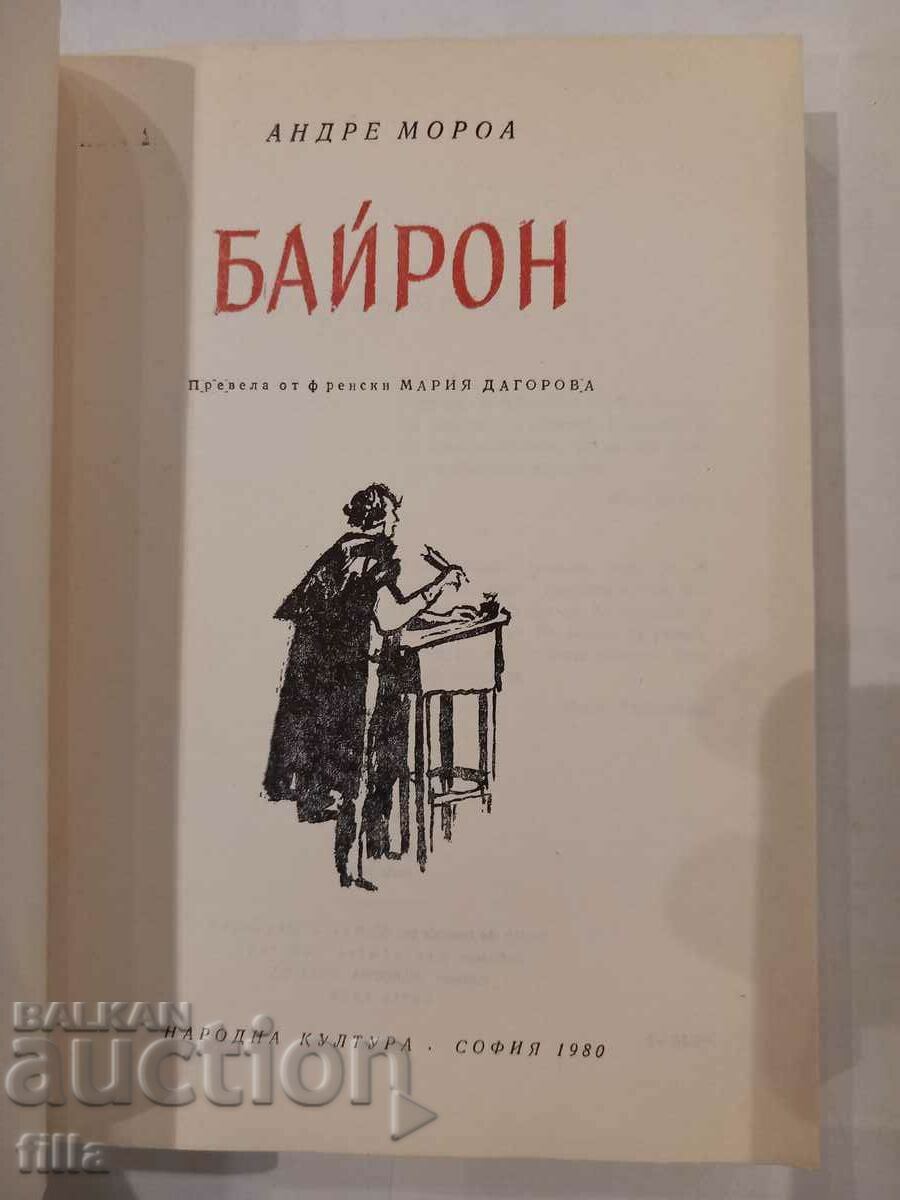 АНДРЕ МОРОА
БАЙРОН
Превела от френски МАРИЯ ДАГОРОВА
НАРОДНА КУЛТУРА . СОФИЯ 1980
BALKAN
auction
filla